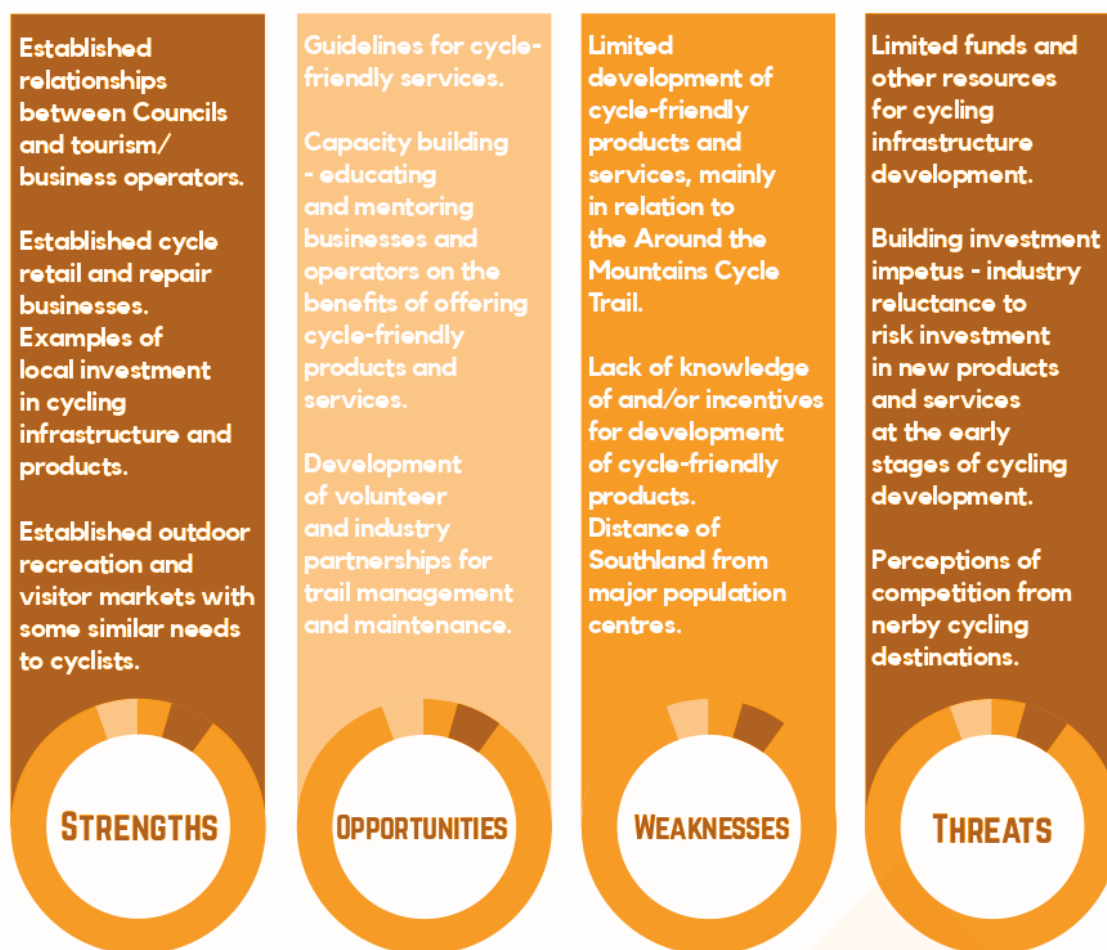 Established
relationships
between Councils
and tourism/
business operators.
Established cycle
retail and repair
businesses.
Examples of
local investment
in cycling
infrastructure and
products.
Established outdoor
recreation and
visitor markets with
some similar needs
to cyclists.
STRENGTHS
Guidelines for cycle-
friendly services.
Capacity building
- educating
and mentoring
businesses and
operators on the
benefits of offering
cycle-friendly
products and
services.
Development
of volunteer
and industry
partnerships for
trail management
and maintenance.
OPPORTUNITIES
Limited
development of
cycle-friendly
products and
services, mainly
in relation to
the Around the
Mountains Cycle
Trail.
Lack of knowledge
of and/or incentives
for development
of cycle-friendly
products.
Distance of
Southland from
major population
centres.
WEAKNESSES
Limited funds and
other resources
for cycling
infrastructure
development.
Building investment
impetus - industry
reluctance to
risk investment
in new products
and services
at the early
stages of cycling
development.
Perceptions of
competition from
nerby cycling
destinations.
THREATS